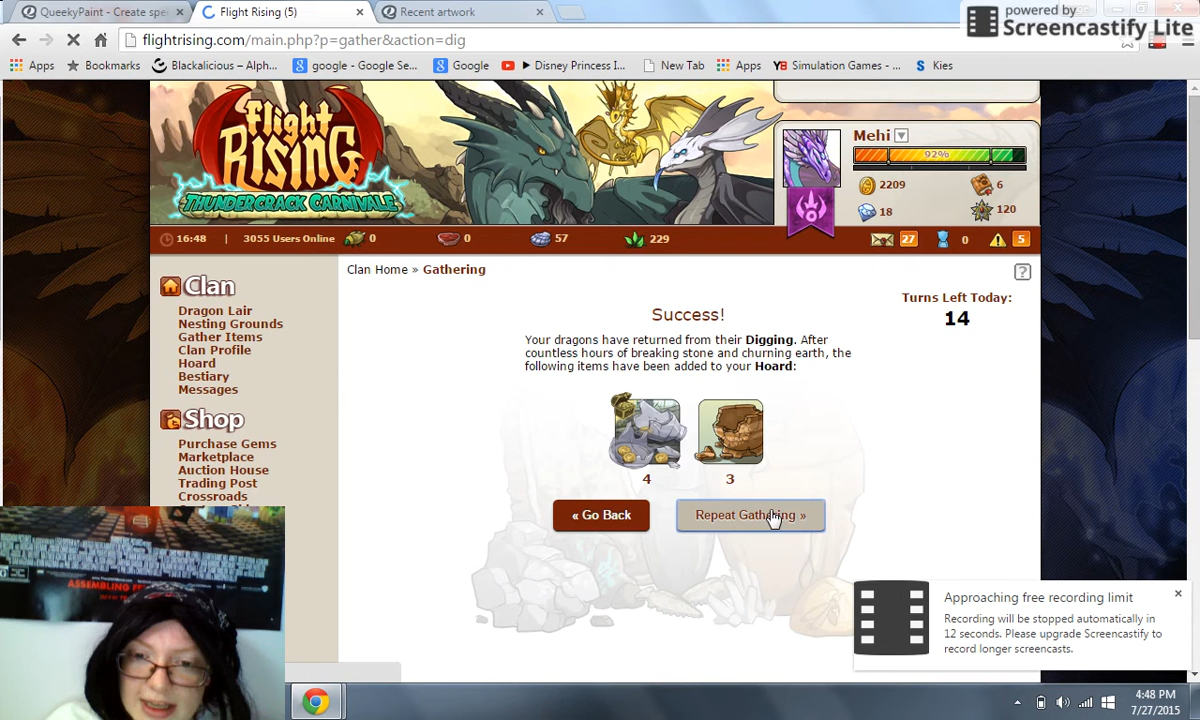 QueekyPaint - Create spe
Flight Rising (5)
Recent artwork
powered by
Screencastify Lite
flightrising.com/main.php?p=gather&action=dig
Apps
Bookmarks
Blackalicious – Alph...
google - Google Se...
Google
Disney Princess I...
New Tab
Apps
Simulation Games - ...
Kies
Flight
RISING
THUNDERCRACK CARNIVALE
Mehi
92%
2209
6
18
120
16:48 | 3055 Users Online
0
0
57
229
27
0
5
Clan
Dragon Lair
Nesting Grounds
Gather Items
Clan Profile
Hoard
Bestiary
Messages
Shop
Purchase Gems
Marketplace
Auction House
Trading Post
Crossroads
Clan Home » Gathering
?
Turns Left Today:
14
Success!
Your dragons have returned from their Digging. After
countless hours of breaking stone and churning earth, the
following items have been added to your Hoard:
4
3
« Go Back
Repeat Gathering »
Approaching free recording limit
Recording will be stopped automatically in
12 seconds. Please upgrade Screencastify to
record longer screencasts.
4:48 PM
7/27/2015